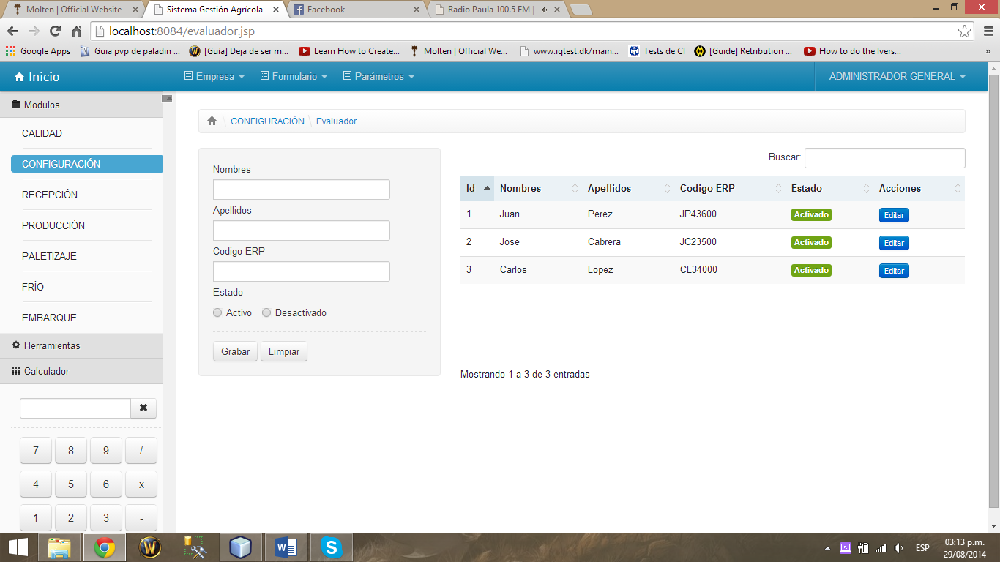 Molten | Official Website Sistema Gestión Agrícola Facebook Radio Paula 100.5 FM |
localhost:8084/evaluador.jsp
Google Apps Guia pvp de paladin ... [Guía] Deja de ser m... Learn How to Create... Molten | Official We... www.iqtest.dk/main... Tests de CI [Guide] Retribution ... How to do the Ivers... »
Inicio Empresa Formulario Parámetros ADMINISTRADOR GENERAL
Modulos
CALIDAD
CONFIGURACIÓN
RECEPCIÓN
PRODUCCIÓN
PALETIZAJE
FRÍO
EMBARQUE
Herramientas
Calculador
7 8 9 /
4 5 6 x
1 2 3 -
CONFIGURACIÓN \ Evaluador
Nombres
Apellidos
Codigo ERP
Estado
Activo Desactivado
Grabar Limpiar
Buscar:
Id Nombres Apellidos Codigo ERP Estado Acciones
1 Juan Perez JP43600 Activado Editar
2 Jose Cabrera JC23500 Activado Editar
3 Carlos Lopez CL34000 Activado Editar
Mostrando 1 a 3 de 3 entradas
ESP
03:13 p.m.
29/08/2014